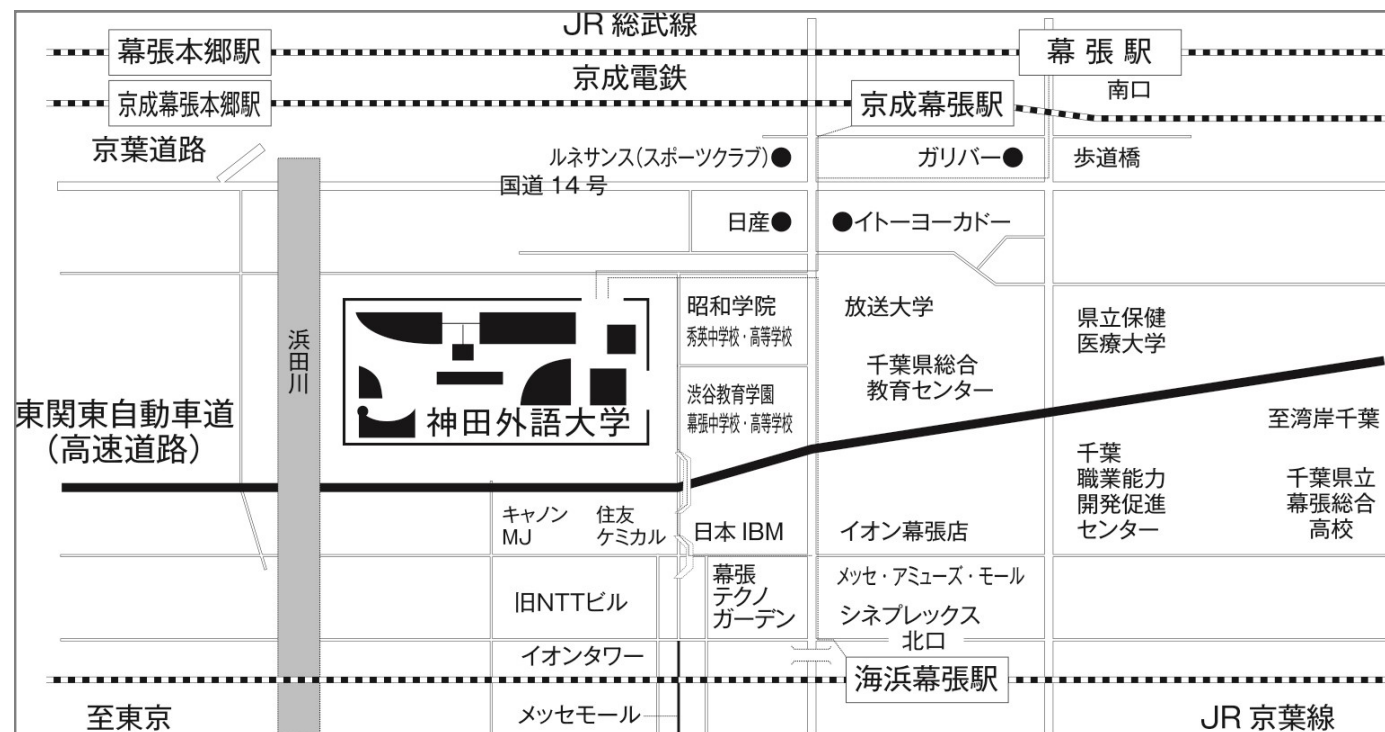 JR 総武線
幕張本郷駅
幕張駅
京成電鉄
南口
京成幕張本郷駅
京成幕張駅
京葉道路
ルネサンス(スポーツクラブ)●
ガリバー●
歩道橋
国道 14 号
日産●
●イトーヨーカドー
昭和学院
秀英中学校・高等学校
放送大学
県立保健
医療大学
浜田川
千葉県総合
教育センター
渋谷教育学園
幕張中学校・高等学校
神田外語大学
東関東自動車道
(高速道路)
至湾岸千葉
千葉
職業能力
開発促進
センター
千葉県立
幕張総合
高校
キヤノン
MJ
住友
ケミカル
日本 IBM
イオン幕張店
幕張
テクノ
ガーデン
メッセ・アミューズ・モール
旧NTTビル
シネプレックス
北口
イオンタワー
海浜幕張駅
至東京
メッセモール
JR 京葉線